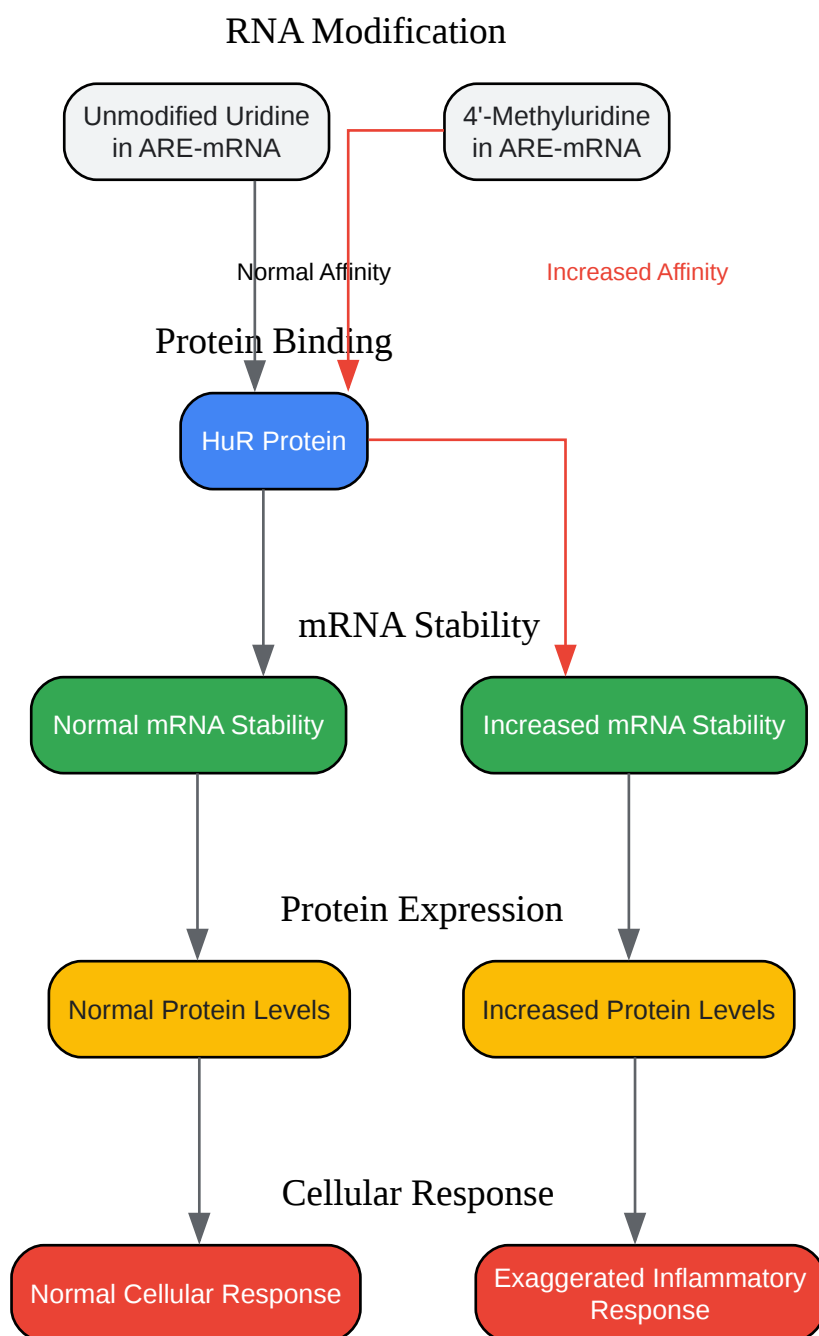 RNA Modification
Unmodified Uridine
in ARE-mRNA
4'-Methyluridine
in ARE-mRNA
Normal Affinity
Increased Affinity
Protein Binding
HuR Protein
mRNA Stability
Normal mRNA Stability
Increased mRNA Stability
Protein Expression
Normal Protein Levels
Increased Protein Levels
Cellular Response
Normal Cellular Response
Exaggerated Inflammatory
Response